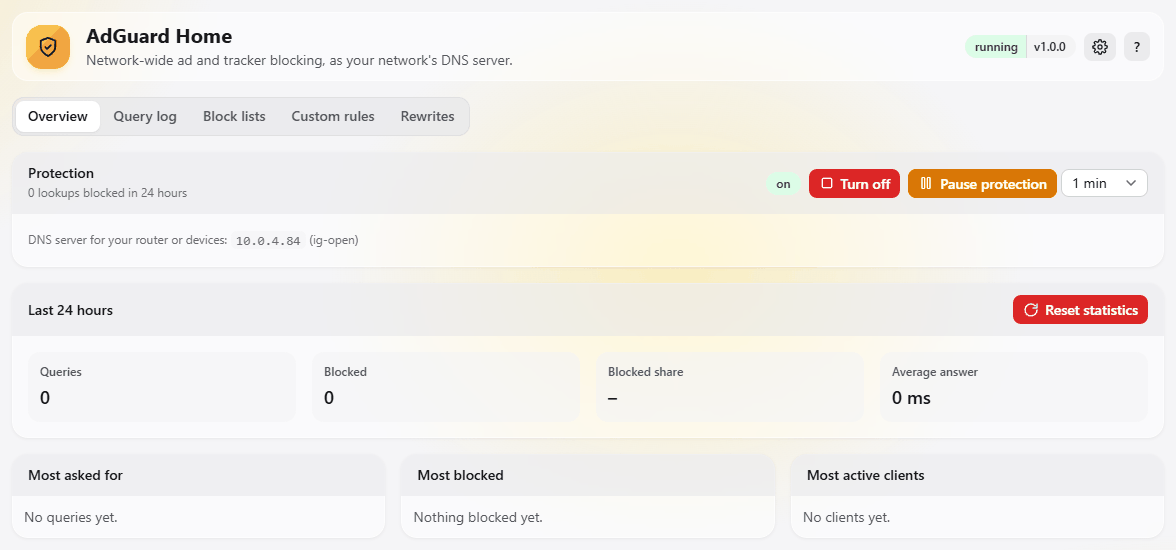 AdGuard Home
Network-wide ad and tracker blocking, as your network's DNS server.
running v1.0.0 ?
Overview Query log Block lists Custom rules Rewrites
Protection
0 lookups blocked in 24 hours
on Turn off Pause protection 1 min
DNS server for your router or devices: 10.0.4.84 (ig-open)
Last 24 hours Reset statistics
Queries Blocked Blocked share Average answer
0 0 – 0 ms
Most asked for Most blocked Most active clients
No queries yet. Nothing blocked yet. No clients yet.